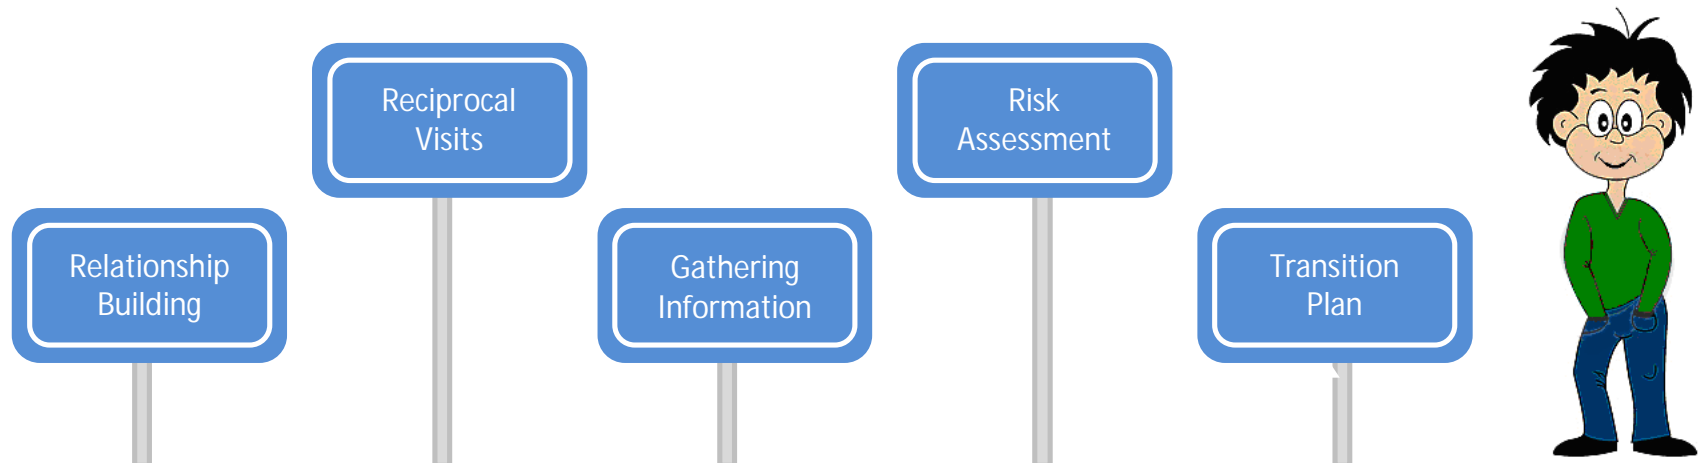 Relationship
Building
Reciprocal
Visits
Gathering
Information
Risk
Assessment
Transition
Plan